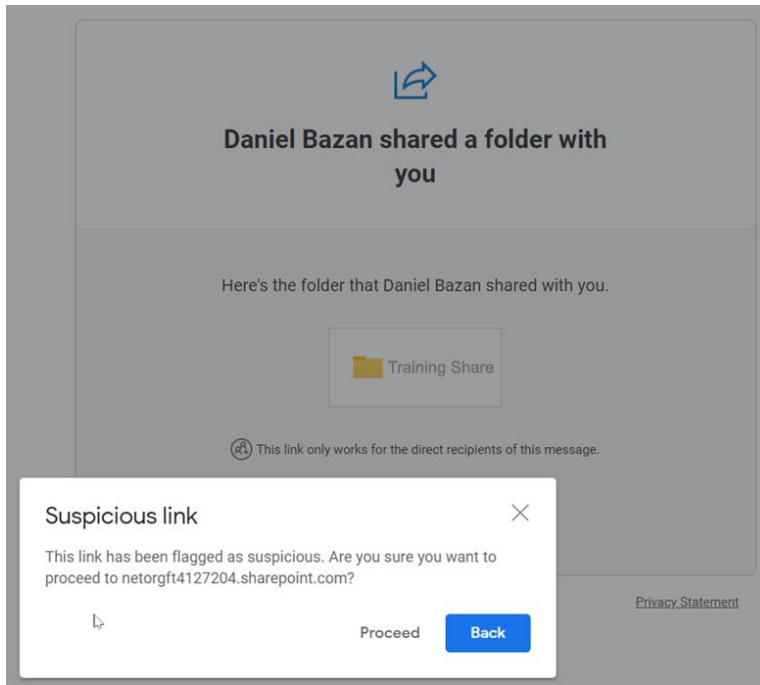 Daniel Bazan shared a folder with
you
Here's the folder that Daniel Bazan shared with you.
Training Share
This link only works for the direct recipients of this message.
Suspicious link
This link has been flagged as suspicious. Are you sure you want to
proceed to netorgft4127204.sharepoint.com?
Privacy Statement
Proceed
Back